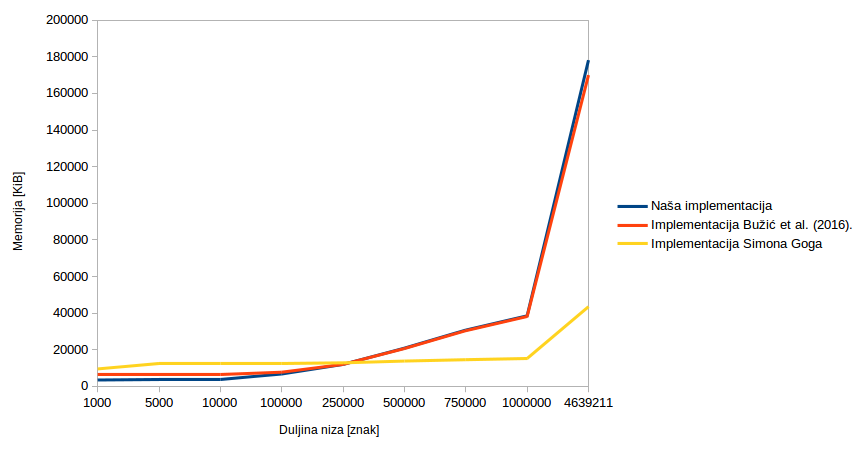 200000
180000
160000
140000
120000
100000
80000
60000
40000
20000
0
Memorija [KiB]
1000 5000 10000 100000 250000 500000 750000 1000000 4639211
Duljina niza [znak]
Naša implementacija
Implementacija Bužić et al. (2016).
Implementacija Simona Goga